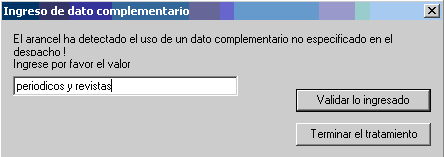 Ingreso de dato complementario
El arancel ha detectado el uso de un dato complementario no especificado en el
despacho !
Ingrese por favor el valor
periodicos y revistas
Validar lo ingresado
Terminar el tratamiento